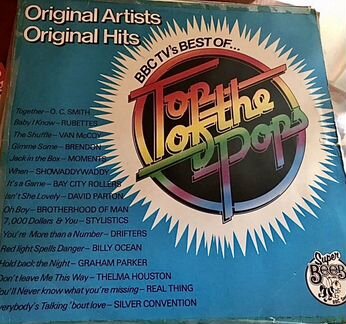 Original Artists
Original Hits
BBC TV's BEST OF...
Top
of the
Pops
Together – O. C. SMITH
Baby I Know – RUBETTES
The Shuffle – VAN McCOY
Gimme Some – BRENDON
Jack in the Box – MOMENTS
When – SHOWADDYWADDY
It's a Game – BAY CITY ROLLERS
Isn't She Lovely – DAVID PARTON
Oh Boy – BROTHERHOOD OF MAN
7,000 Dollars & You – STYLISTICS
You're More than a Number – DRIFTERS
Red light Spells Danger – BILLY OCEAN
Hold back the Night – GRAHAM PARKER
Don't leave Me This Way – THELMA HOUSTON
You'll Never know what you're missing – REAL THING
Everybody's Talking 'bout love – SILVER CONVENTION
Super
BEEB